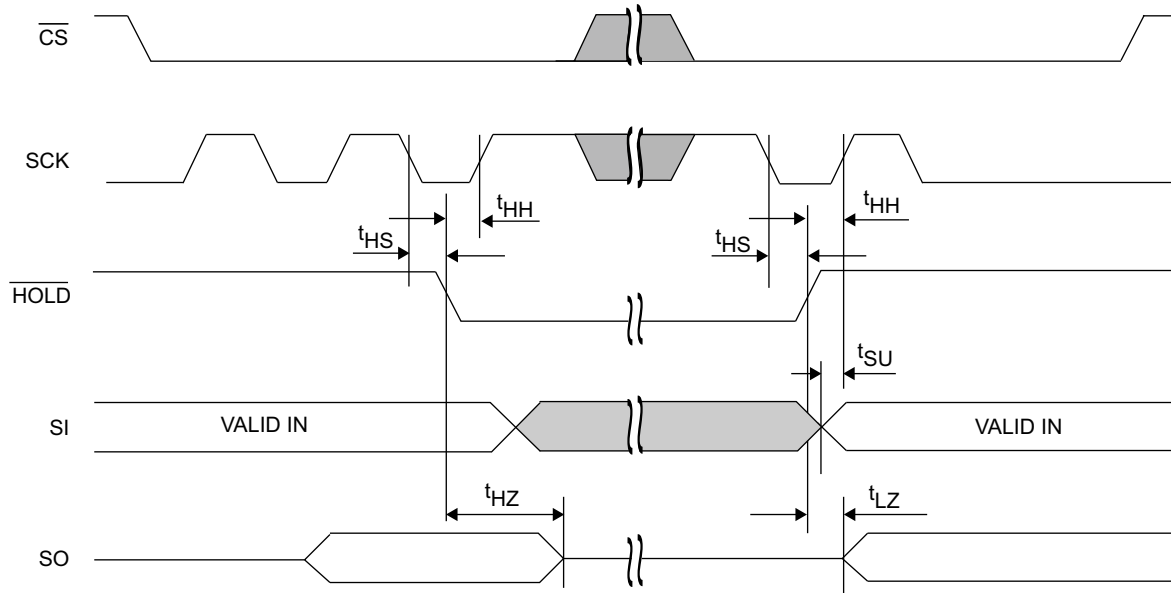 CS
SCK
tHH
tHH
tHS
tHS
HOLD
tSU
SI
VALID IN
VALID IN
tHZ
tLZ
SO